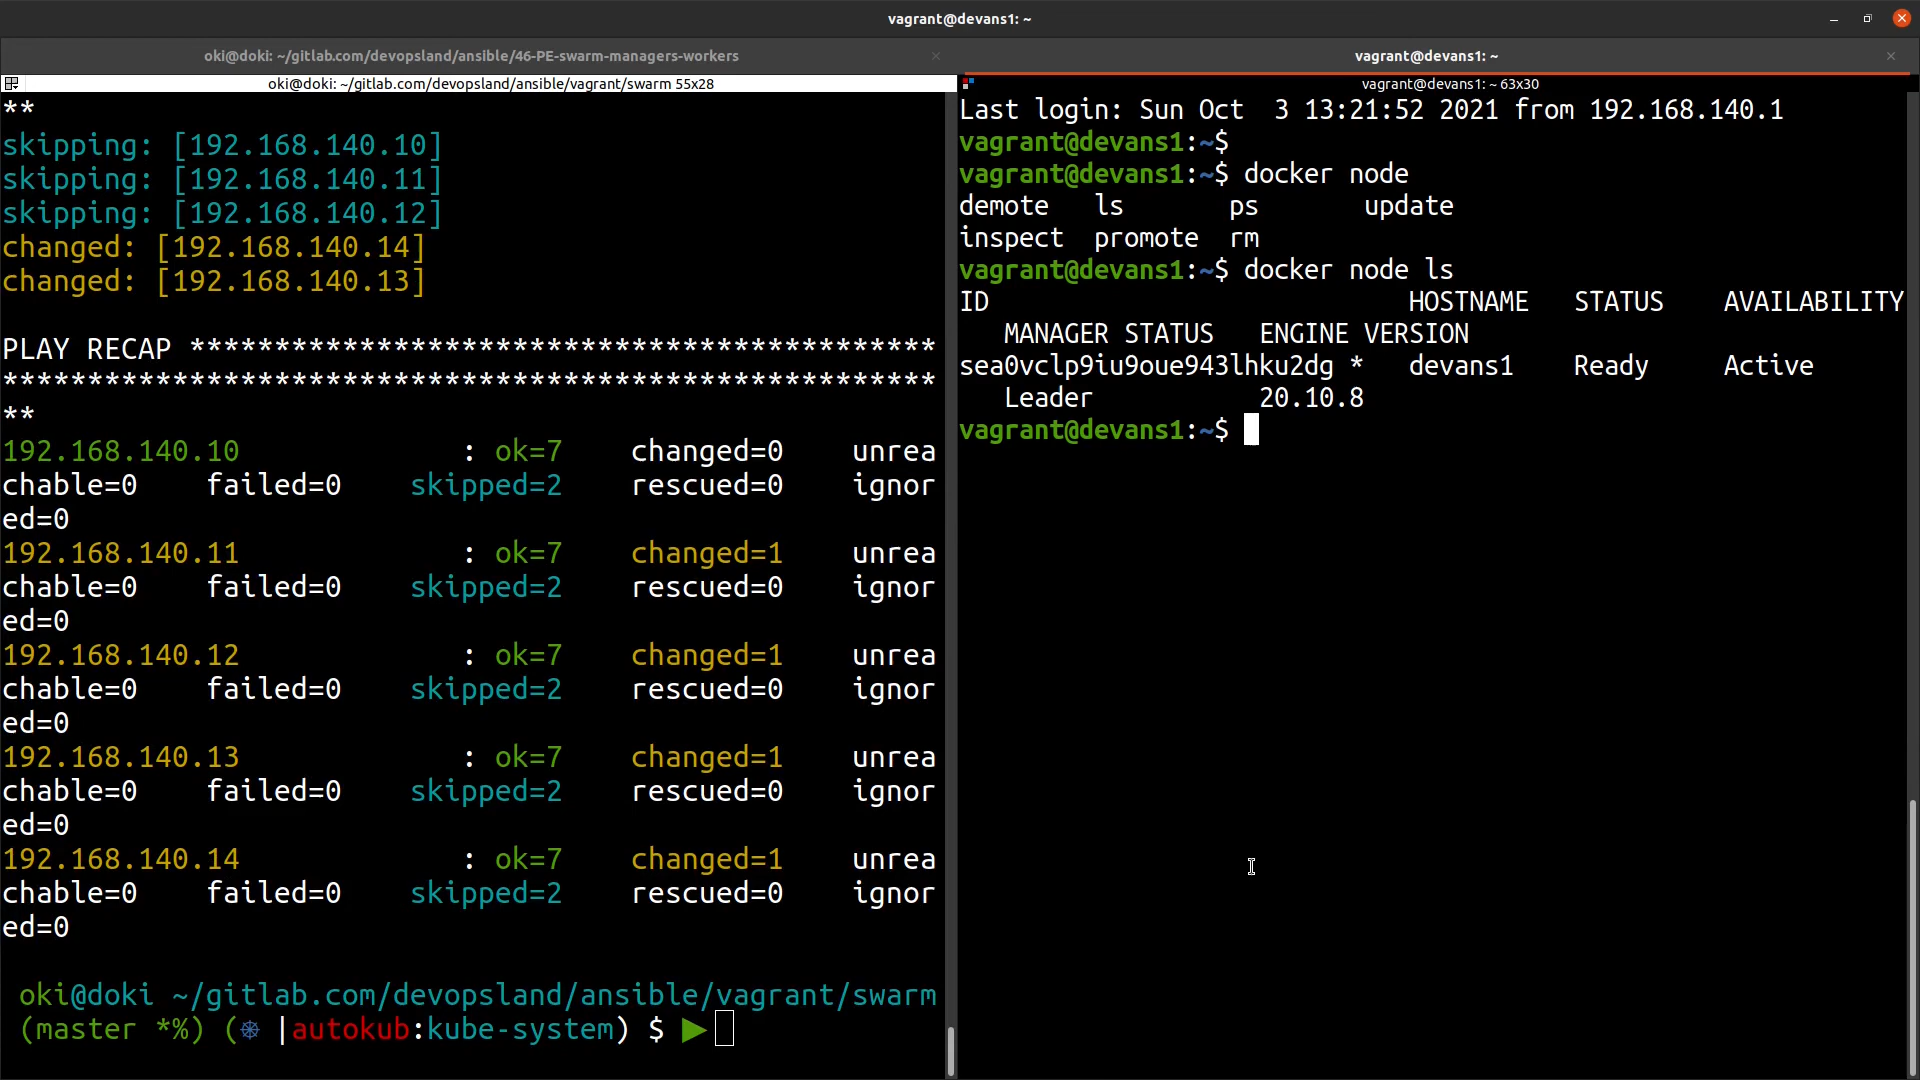 vagrant@devans1: ~
oki@doki: ~/gitlab.com/devopsland/ansible/46-PE-swarm-managers-workers
vagrant@devans1: ~
oki@doki: ~/gitlab.com/devopsland/ansible/vagrant/swarm 55x28
**
skipping: [192.168.140.10]
skipping: [192.168.140.11]
skipping: [192.168.140.12]
changed: [192.168.140.14]
changed: [192.168.140.13]
PLAY RECAP ********************************************
*******************************************************
**
192.168.140.10             : ok=7    changed=0    unrea
chable=0    failed=0    skipped=2    rescued=0    ignor
ed=0
192.168.140.11             : ok=7    changed=1    unrea
chable=0    failed=0    skipped=2    rescued=0    ignor
ed=0
192.168.140.12             : ok=7    changed=1    unrea
chable=0    failed=0    skipped=2    rescued=0    ignor
ed=0
192.168.140.13             : ok=7    changed=1    unrea
chable=0    failed=0    skipped=2    rescued=0    ignor
ed=0
192.168.140.14             : ok=7    changed=1    unrea
chable=0    failed=0    skipped=2    rescued=0    ignor
ed=0
oki@doki ~/gitlab.com/devopsland/ansible/vagrant/swarm
(master *%) (⎈ |autokub:kube-system) $ ▶
vagrant@devans1: ~ 63x30
Last login: Sun Oct  3 13:21:52 2021 from 192.168.140.1
vagrant@devans1:~$
vagrant@devans1:~$ docker node
demote   ls       ps       update
inspect  promote  rm
vagrant@devans1:~$ docker node ls
ID                            HOSTNAME   STATUS    AVAILABILITY
   MANAGER STATUS   ENGINE VERSION
sea0vclp9iu9oue943lhku2dg *   devans1    Ready     Active
   Leader           20.10.8
vagrant@devans1:~$